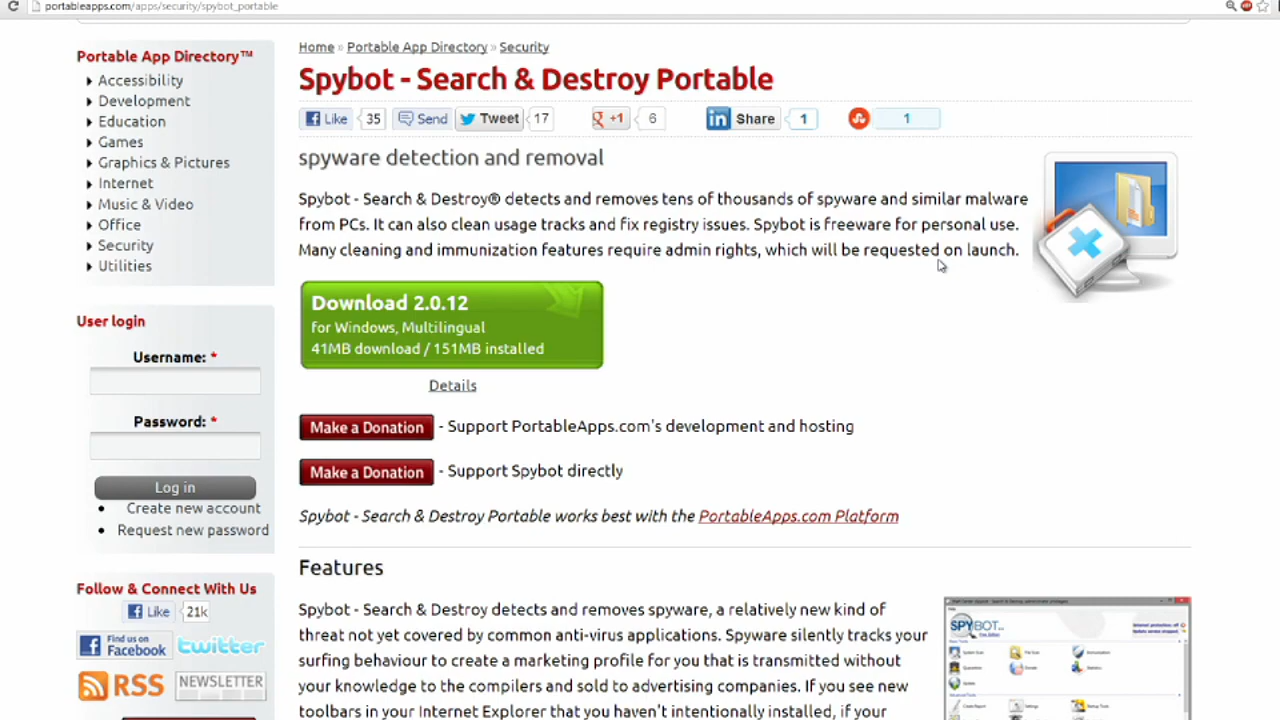 portableapps.com/apps/security/spybot_portable
Portable App Directory™
Accessibility
Development
Education
Games
Graphics & Pictures
Internet
Music & Video
Office
Security
Utilities
User login
Username: *
Password: *
Log in
Create new account
Request new password
Follow & Connect With Us
Like 21k
Find us on Facebook
twitter
RSS
NEWSLETTER
Home » Portable App Directory » Security
Spybot - Search & Destroy Portable
Like 35 Send Tweet 17 g +1 6 in Share 1 1
spyware detection and removal
Spybot - Search & Destroy® detects and removes tens of thousands of spyware and similar malware
from PCs. It can also clean usage tracks and fix registry issues. Spybot is freeware for personal use.
Many cleaning and immunization features require admin rights, which will be requested on launch.
Download 2.0.12
for Windows, Multilingual
41MB download / 151MB installed
Details
Make a Donation - Support PortableApps.com's development and hosting
Make a Donation - Support Spybot directly
Spybot - Search & Destroy Portable works best with the PortableApps.com Platform
Features
Spybot - Search & Destroy detects and removes spyware, a relatively new kind of
threat not yet covered by common anti-virus applications. Spyware silently tracks your
surfing behaviour to create a marketing profile for you that is transmitted without
your knowledge to the compilers and sold to advertising companies. If you see new
toolbars in your Internet Explorer that you haven't intentionally installed, if your
SPYBOT